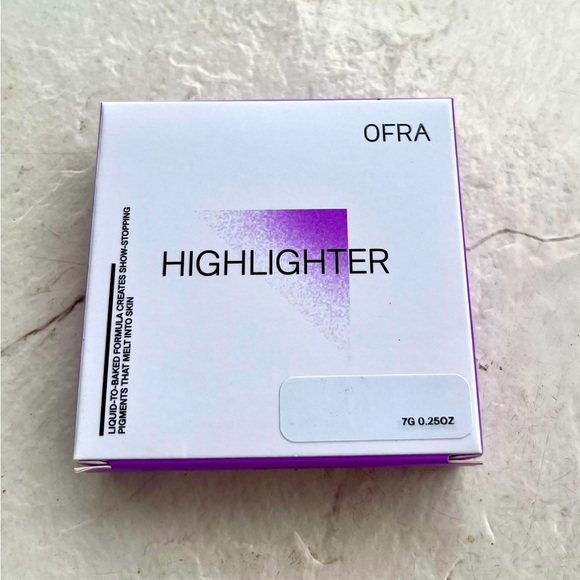 OFRA
HIGHLIGHTER
LIQUID-TO-BAKED FORMULA CREATES SHOW-STOPPING
PIGMENTS THAT MELT INTO SKIN
7G 0.25OZ